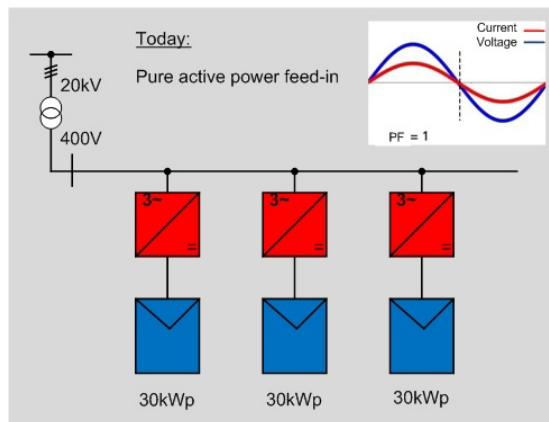 Today:
Pure active power feed-in
Current
Voltage
PF = 1
20kV
400V
3~ =
3~ =
3~ =
30kWp
30kWp
30kWp